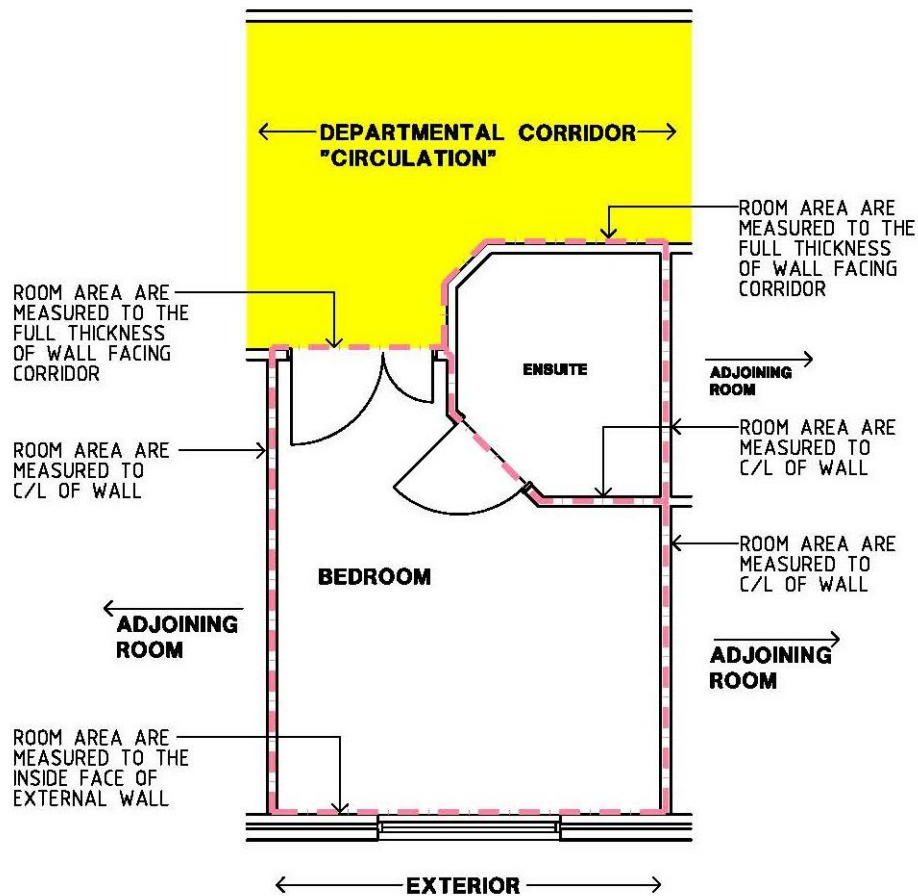 DEPARTMENTAL CORRIDOR
"CIRCULATION"
ROOM AREA ARE
MEASURED TO THE
FULL THICKNESS
OF WALL FACING
CORRIDOR
ROOM AREA ARE
MEASURED TO THE
FULL THICKNESS
OF WALL FACING
CORRIDOR
ENSUITE
ADJOINING
ROOM
ROOM AREA ARE
MEASURED TO
C/L OF WALL
ROOM AREA ARE
MEASURED TO
C/L OF WALL
ROOM AREA ARE
MEASURED TO
C/L OF WALL
BEDROOM
ADJOINING
ROOM
ADJOINING
ROOM
ROOM AREA ARE
MEASURED TO THE
INSIDE FACE OF
EXTERNAL WALL
EXTERIOR